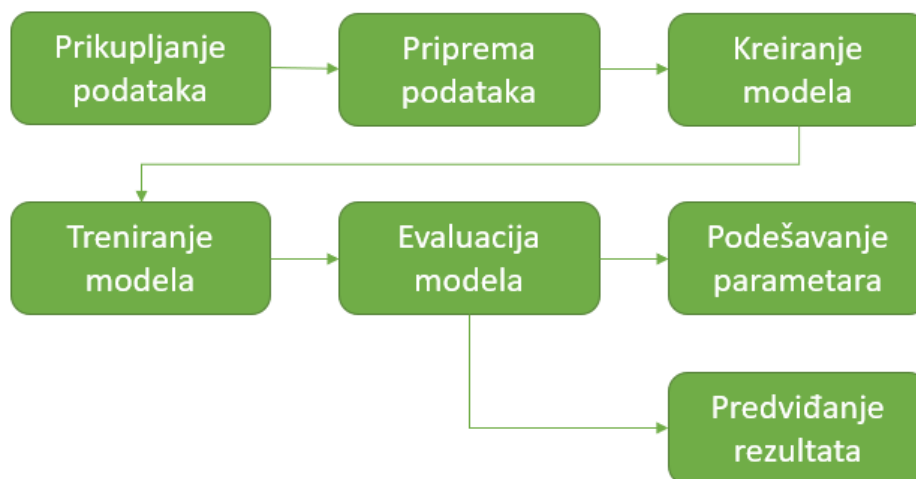 Prikupljanje
podataka
Priprema
podataka
Kreiranje
modela
Treniranje
modela
Evaluacija
modela
Podešavanje
parametara
Predviđanje
rezultata